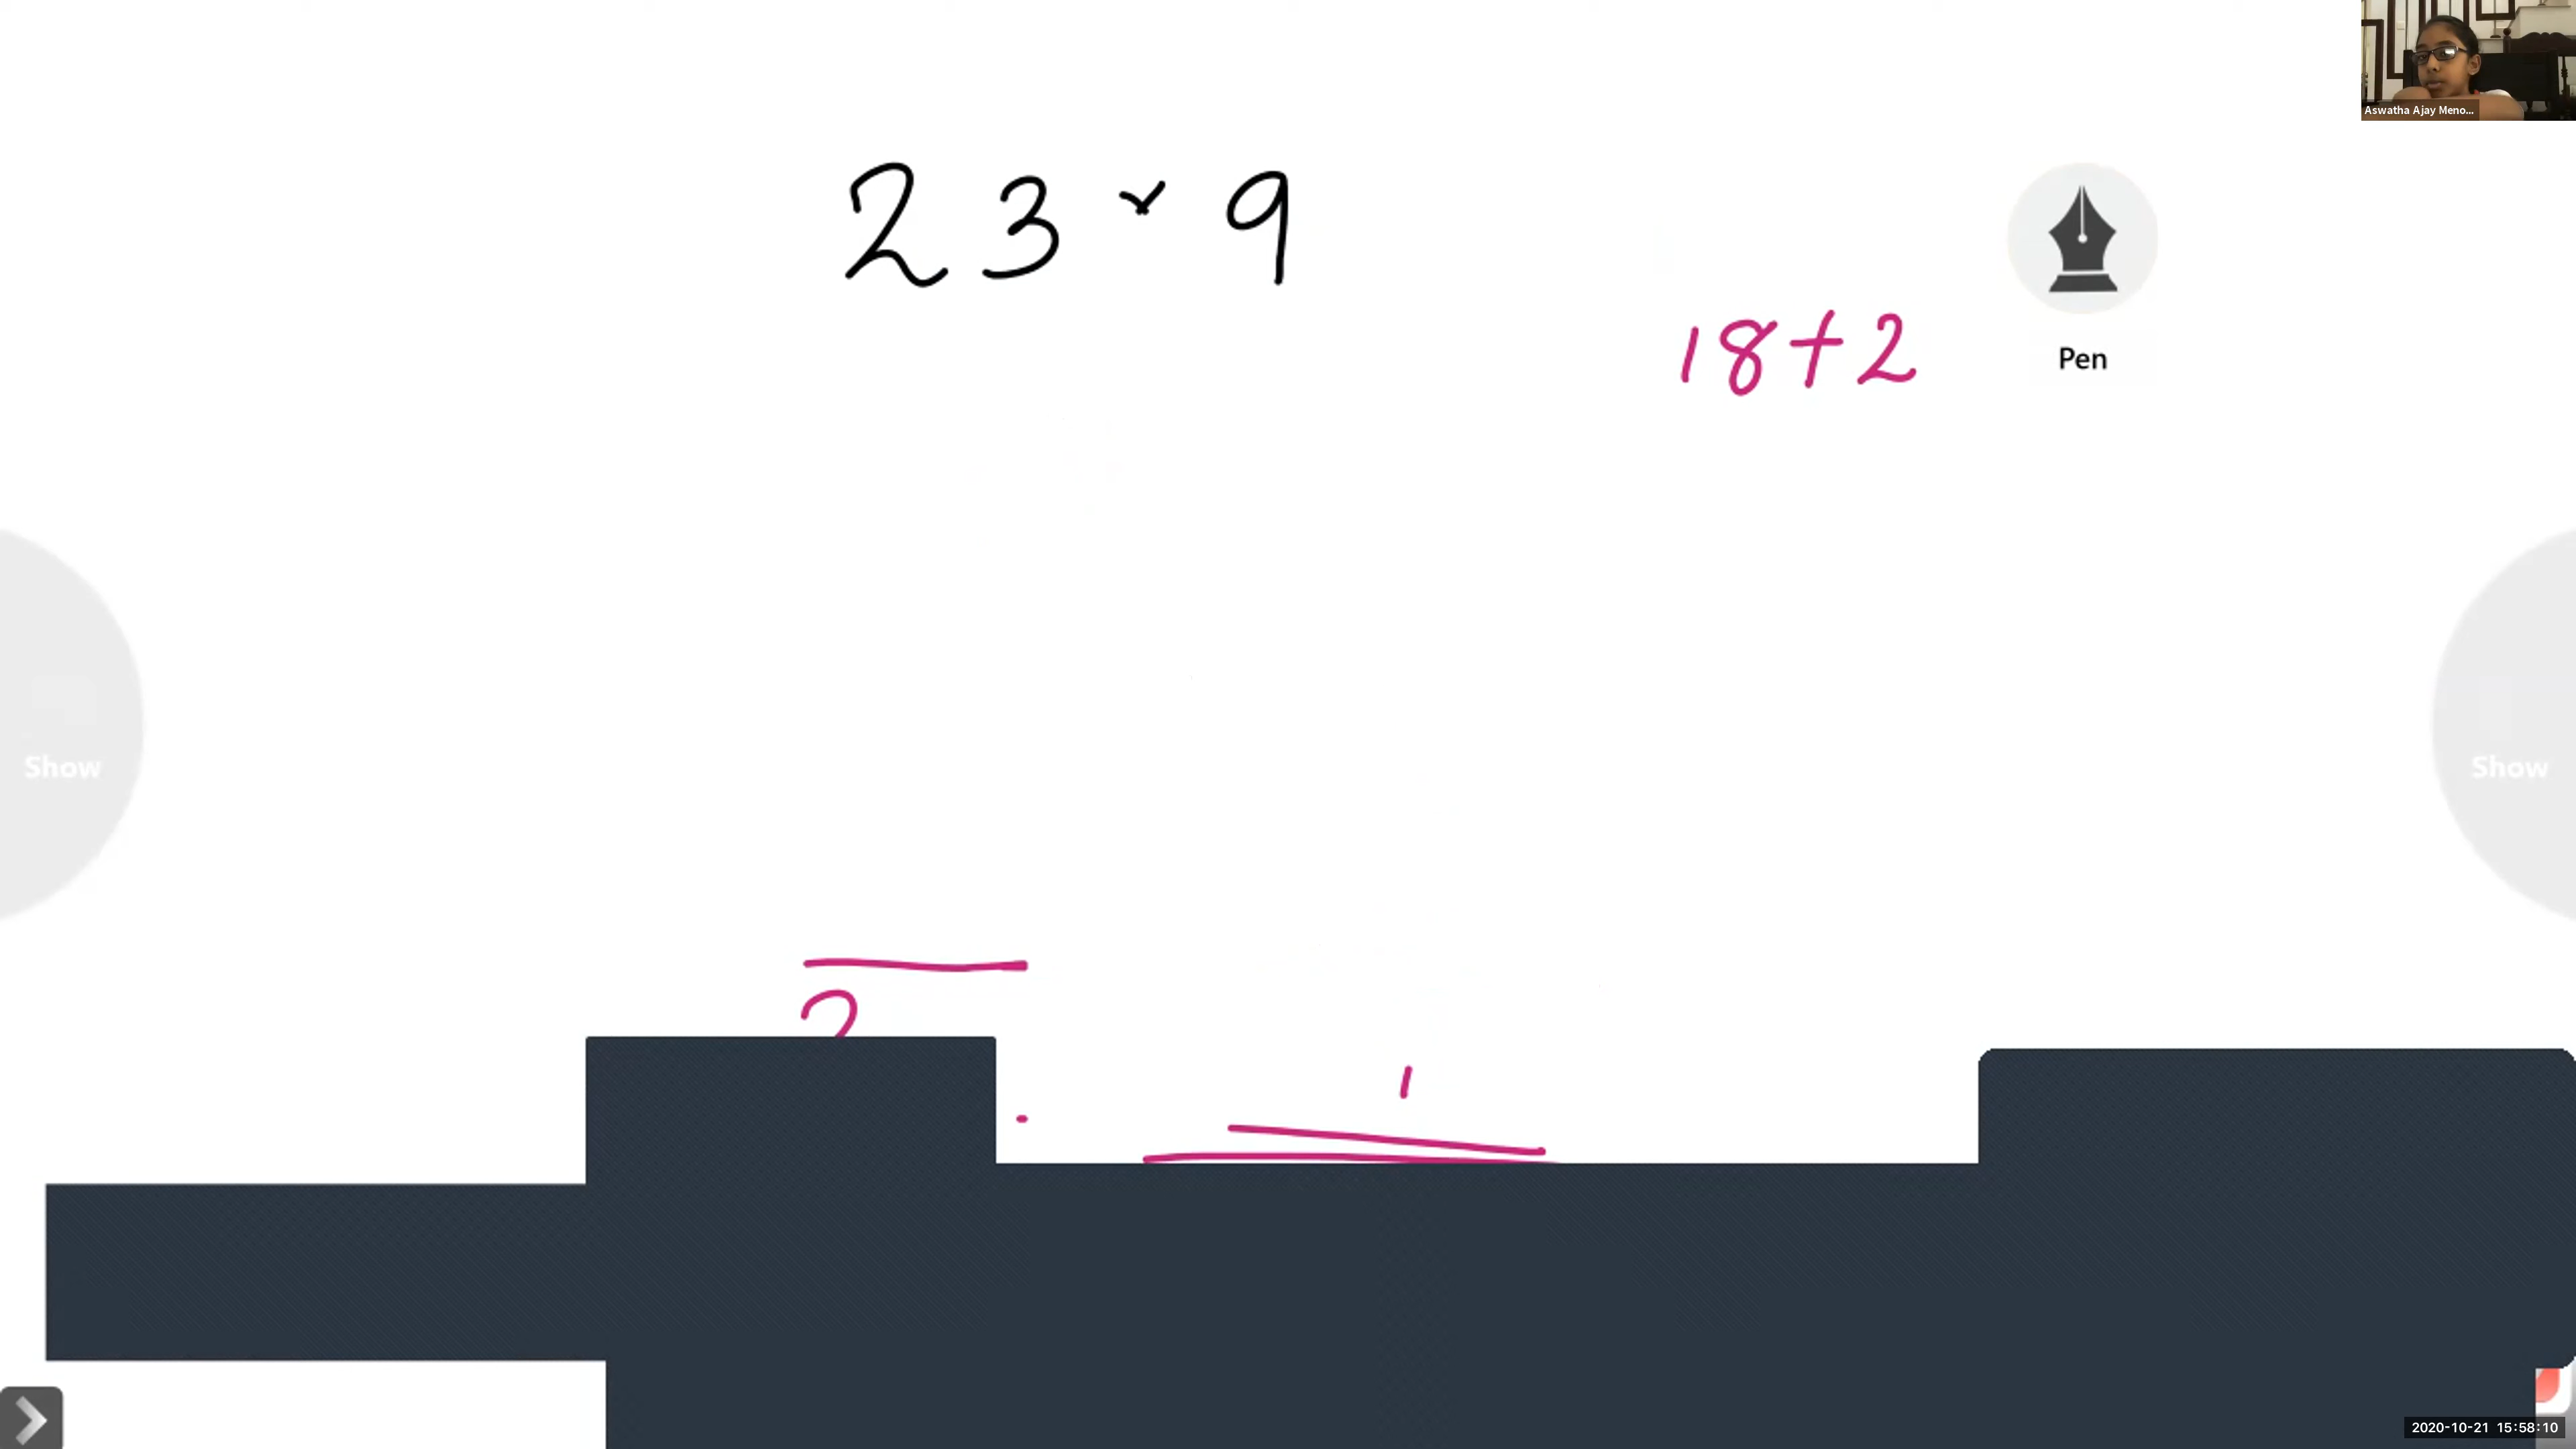 Aswatha Ajay Meno...
23 × 9
18+2
Pen
Show
Show
2
1
2020-10-21 15:58:10